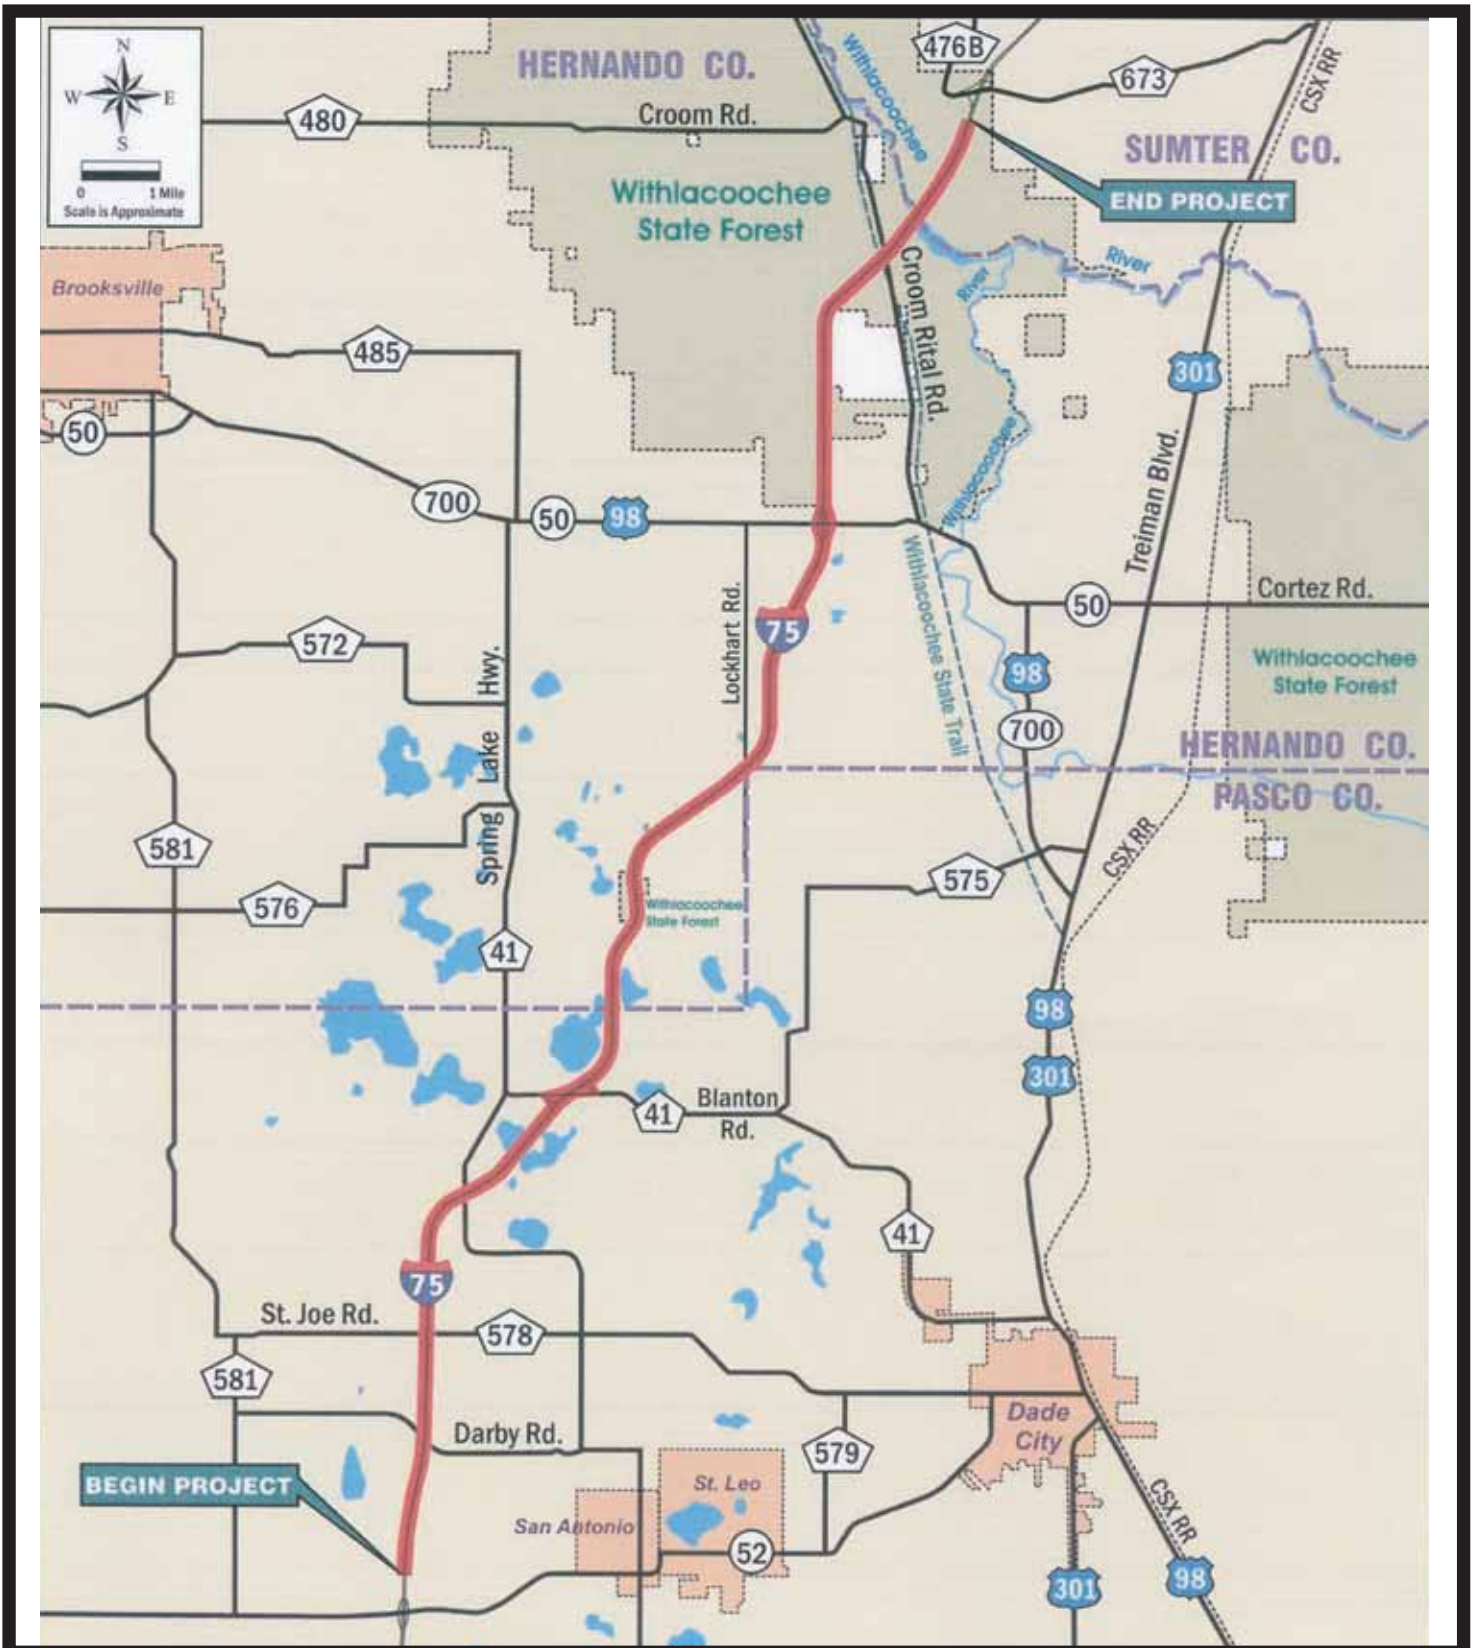 N
W E
S
0 1 Mile
Scale is Approximate
HERNANDO CO.
Withlacoochee
476B
673
CSX RR
480
Croom Rd.
SUMTER CO.
Withlacoochee
State Forest
END PROJECT
Brooksville
River
River
Croom Rital Rd.
485
301
50
700
50
98
Withlacoochee
Treiman Blvd.
Cortez Rd.
50
Lockhart Rd.
75
Withlacoochee State Trail
572
98
Withlacoochee
State Forest
700
Spring Lake Hwy.
HERNANDO CO.
PASCO CO.
581
CSX RR
575
576
Withlacoochee
State Forest
41
98
301
41
Blanton
Rd.
41
75
St. Joe Rd.
578
581
Dade
City
Darby Rd.
579
BEGIN PROJECT
St. Leo
San Antonio
CSX RR
52
301
98